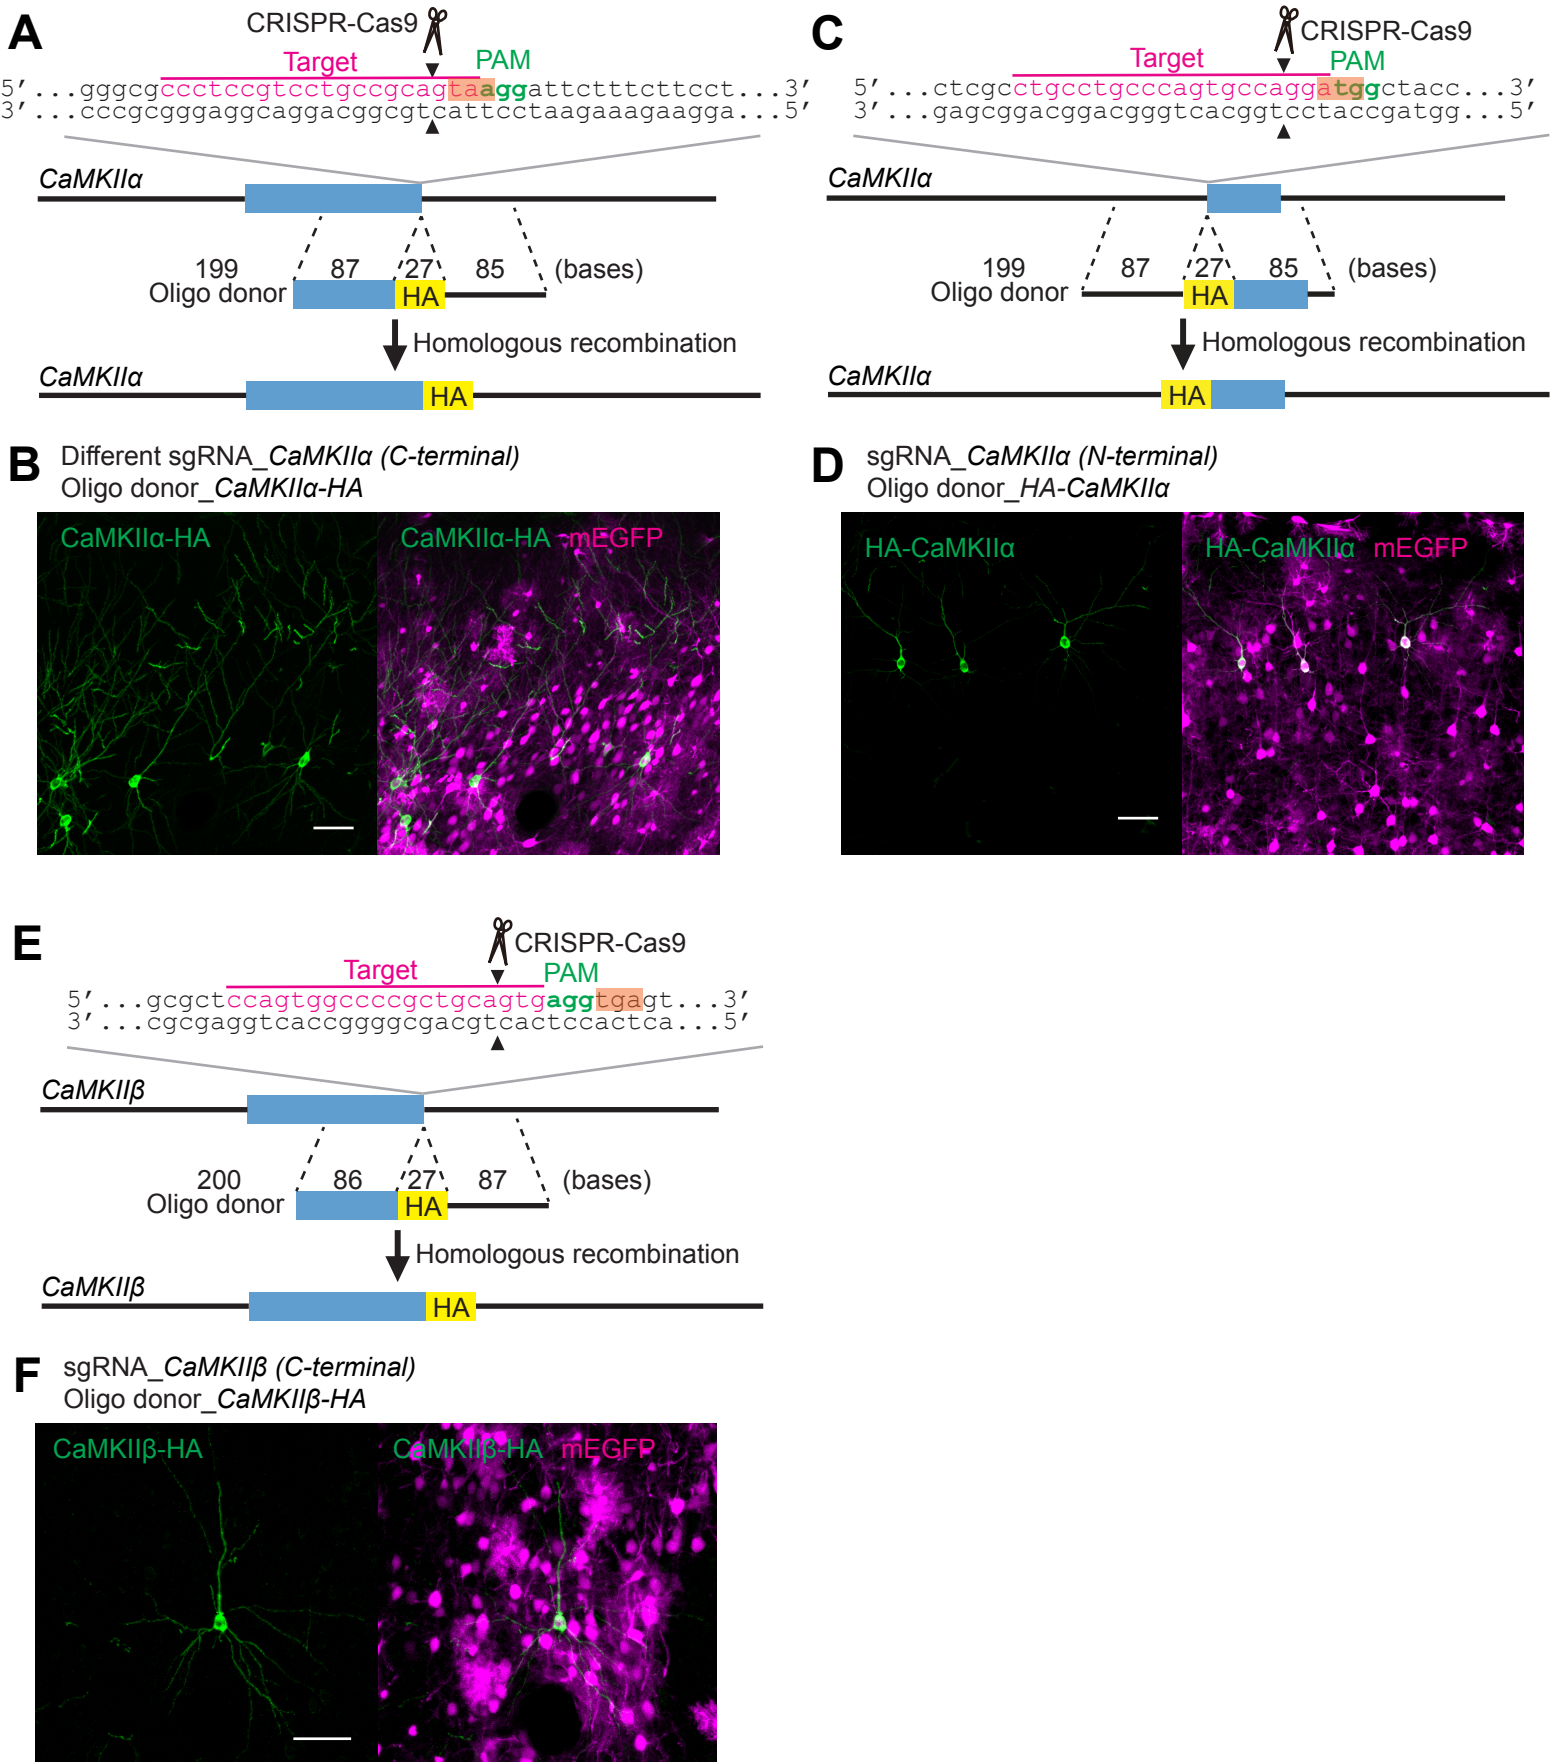 A
CRISPR-Cas9
Target PAM
5′...gggcgccctccgtcctgccgcagtaaggattctttcttcct...3′
3′...cccgcgggaggcaggacggcgtcattcctaagaaagaagga...5′
CaMKIIα
199 87 27 85 (bases)
Oligo donor HA
Homologous recombination
CaMKIIα
HA
B Different sgRNA_CaMKIIα (C-terminal)
Oligo donor_CaMKIIα-HA
CaMKIIα-HA CaMKIIα-HA mEGFP
C
CRISPR-Cas9
Target PAM
5′...ctcgcctgcctgcccagtgccaggatggctacc...3′
3′...gagcggacggacgggtcacggtcctaccgatgg...5′
CaMKIIα
199 87 27 85 (bases)
Oligo donor HA
Homologous recombination
CaMKIIα
HA
D sgRNA_CaMKIIα (N-terminal)
Oligo donor_HA-CaMKIIα
HA-CaMKIIα HA-CaMKIIα mEGFP
E
CRISPR-Cas9
Target PAM
5′...gcgctccagtggccccgctgcagtgaggtgagt...3′
3′...cgcgaggtcaccggggcgacgtcactccactca...5′
CaMKIIβ
200 86 27 87 (bases)
Oligo donor HA
Homologous recombination
CaMKIIβ
HA
F sgRNA_CaMKIIβ (C-terminal)
Oligo donor_CaMKIIβ-HA
CaMKIIβ-HA CaMKIIβ-HA mEGFP